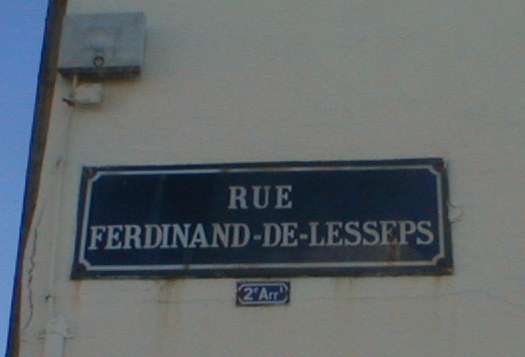 RUE
FERDINAND-DE-LESSEPS
2e Arrt